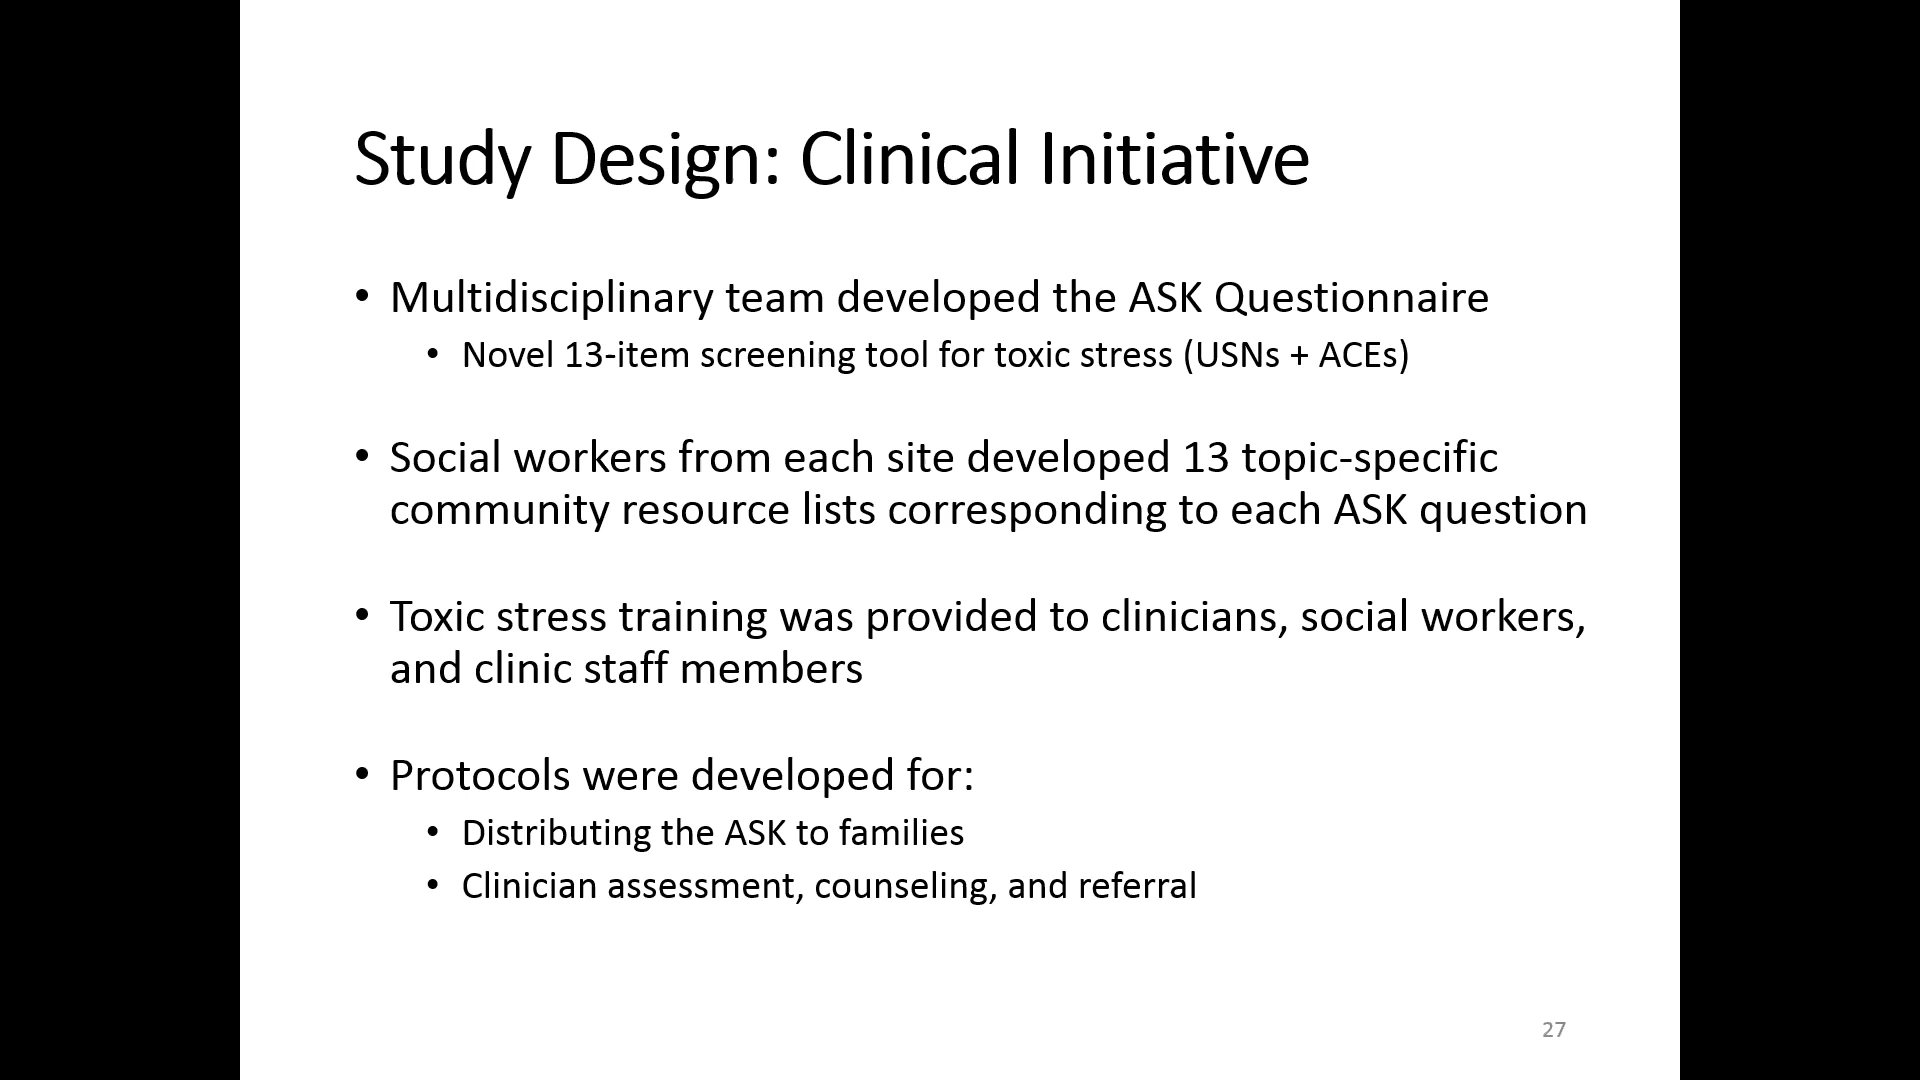 Study Design: Clinical Initiative
• Multidisciplinary team developed the ASK Questionnaire
• Novel 13-item screening tool for toxic stress (USNs + ACEs)
• Social workers from each site developed 13 topic-specific
community resource lists corresponding to each ASK question
• Toxic stress training was provided to clinicians, social workers,
and clinic staff members
• Protocols were developed for:
• Distributing the ASK to families
• Clinician assessment, counseling, and referral
27